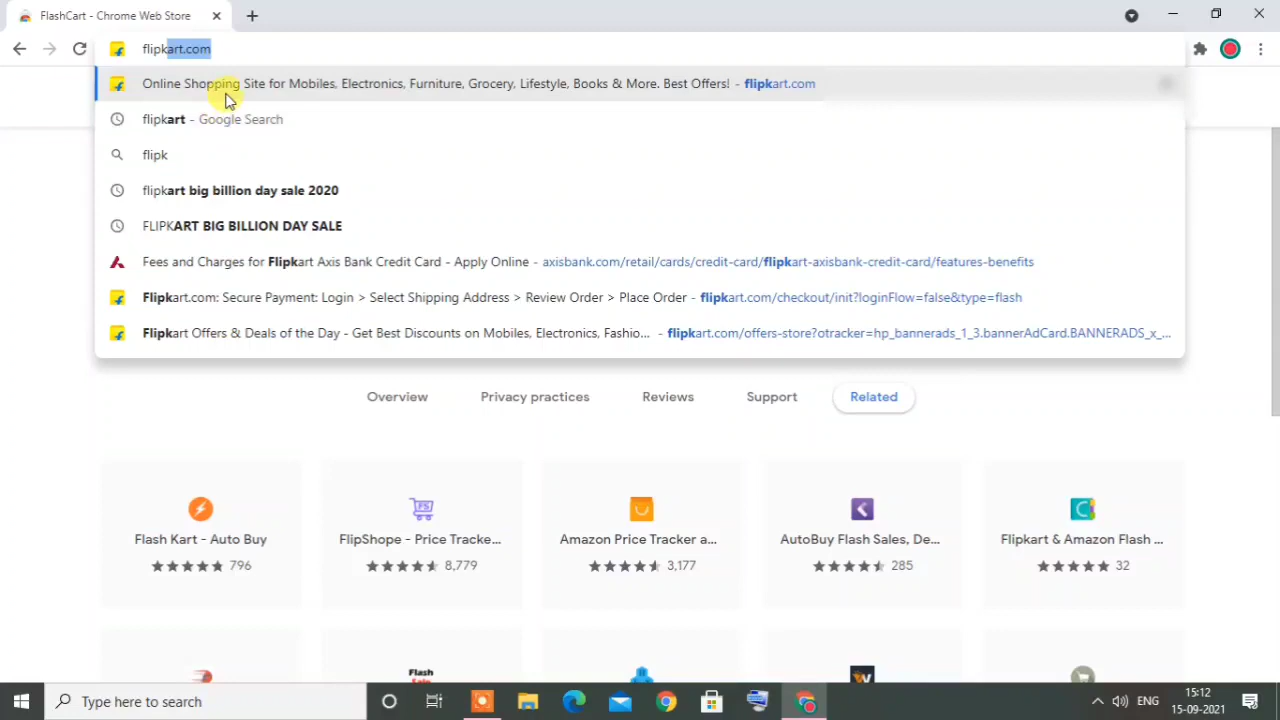 FlashCart - Chrome Web Store
flipkart.com
Online Shopping Site for Mobiles, Electronics, Furniture, Grocery, Lifestyle, Books & More. Best Offers! - flipkart.com
flipkart - Google Search
flipk
flipkart big billion day sale 2020
FLIPKART BIG BILLION DAY SALE
Fees and Charges for Flipkart Axis Bank Credit Card - Apply Online - axisbank.com/retail/cards/credit-card/flipkart-axisbank-credit-card/features-benefits
Flipkart.com: Secure Payment: Login > Select Shipping Address > Review Order > Place Order - flipkart.com/checkout/init?loginFlow=false&type=flash
Flipkart Offers & Deals of the Day - Get Best Discounts on Mobiles, Electronics, Fashio... - flipkart.com/offers-store?otracker=hp_bannerads_1_3.bannerAdCard.BANNERADS_x_...
Overview Privacy practices Reviews Support Related
Flash Kart - Auto Buy
796
FS
FlipShope - Price Tracke...
8,779
Amazon Price Tracker a...
3,177
AutoBuy Flash Sales, De...
285
Flipkart & Amazon Flash ...
32
Flash
Type here to search
ENG
15:12
15-09-2021